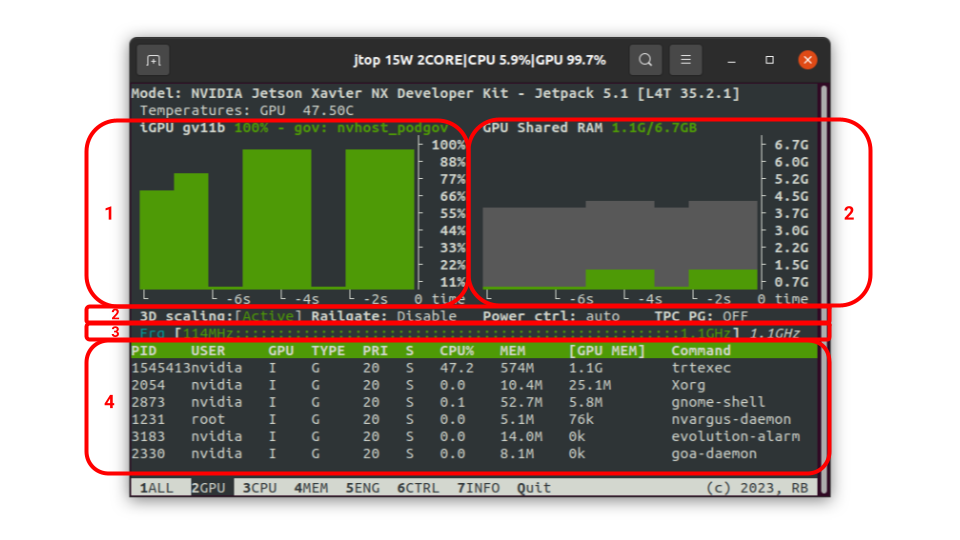 jtop 15W 2CORE|CPU 5.9%|GPU 99.7%
Model: NVIDIA Jetson Xavier NX Developer Kit - Jetpack 5.1 [L4T 35.2.1]
Temperatures: GPU 47.50C
iGPU gv11b 100% - gov: nvhost_podgov GPU Shared RAM 1.1G/6.7GB
100% 6.7G
88% 6.0G
77% 5.2G
66% 4.5G
1 55% 3.7G 2
44% 3.0G
33% 2.2G
22% 1.5G
11% 0.7G
-6s -4s -2s 0 time -6s -4s -2s 0 time
2 3D scaling:[Active] Railgate: Disable Power ctrl: auto TPC PG: OFF
3 Frq [114MHz 1.1GHz] 1.1GHz
PID USER GPU TYPE PRI S CPU% MEM [GPU MEM] Command
1545413nvidia I G 20 S 47.2 574M 1.1G trtexec
2054 nvidia I G 20 S 0.0 10.4M 25.1M Xorg
4 2873 nvidia I G 20 S 0.1 52.7M 5.8M gnome-shell
1231 root I G 20 S 0.0 5.1M 76k nvargus-daemon
3183 nvidia I G 20 S 0.0 14.0M 0k evolution-alarm
2330 nvidia I G 20 S 0.0 8.1M 0k goa-daemon
1ALL 2GPU 3CPU 4MEM 5ENG 6CTRL 7INFO Quit (c) 2023, RB